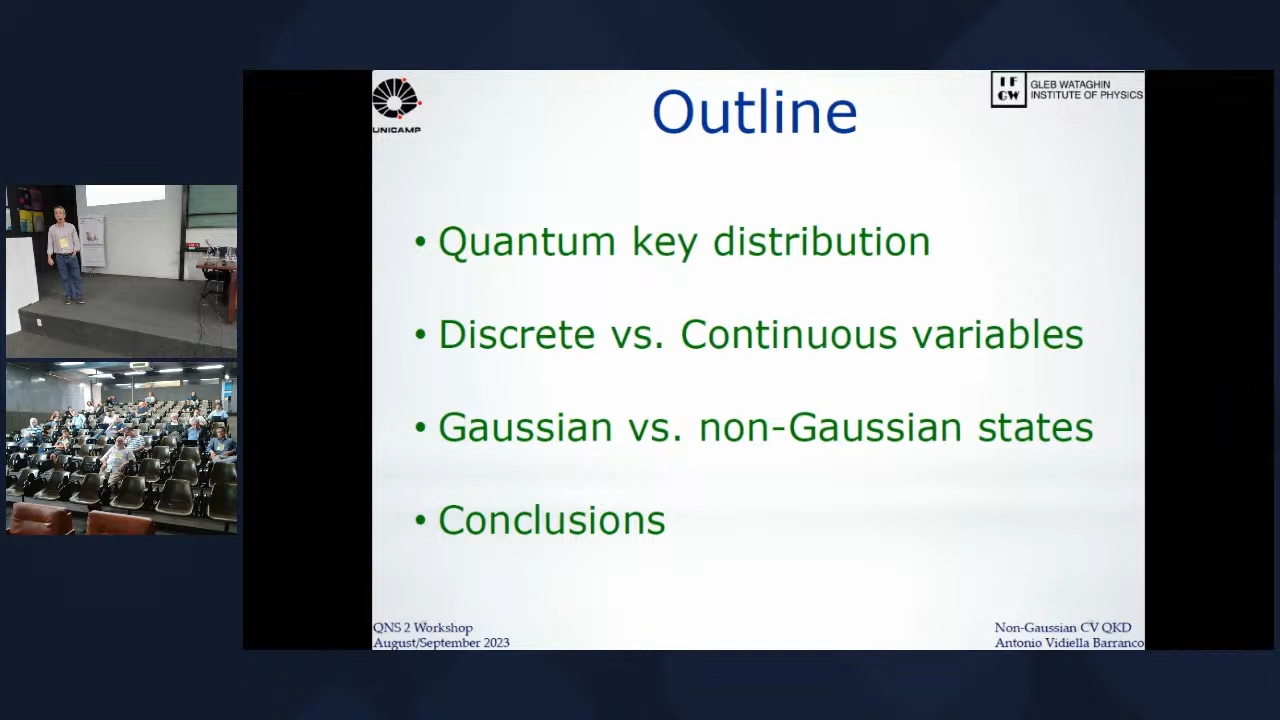 UNICAMP
Outline
I F
GW
GLEB WATAGHIN
INSTITUTE OF PHYSICS
• Quantum key distribution
• Discrete vs. Continuous variables
• Gaussian vs. non-Gaussian states
• Conclusions
QNS 2 Workshop
August/September 2023
Non-Gaussian CV QKD
Antonio Vidiella Barranco